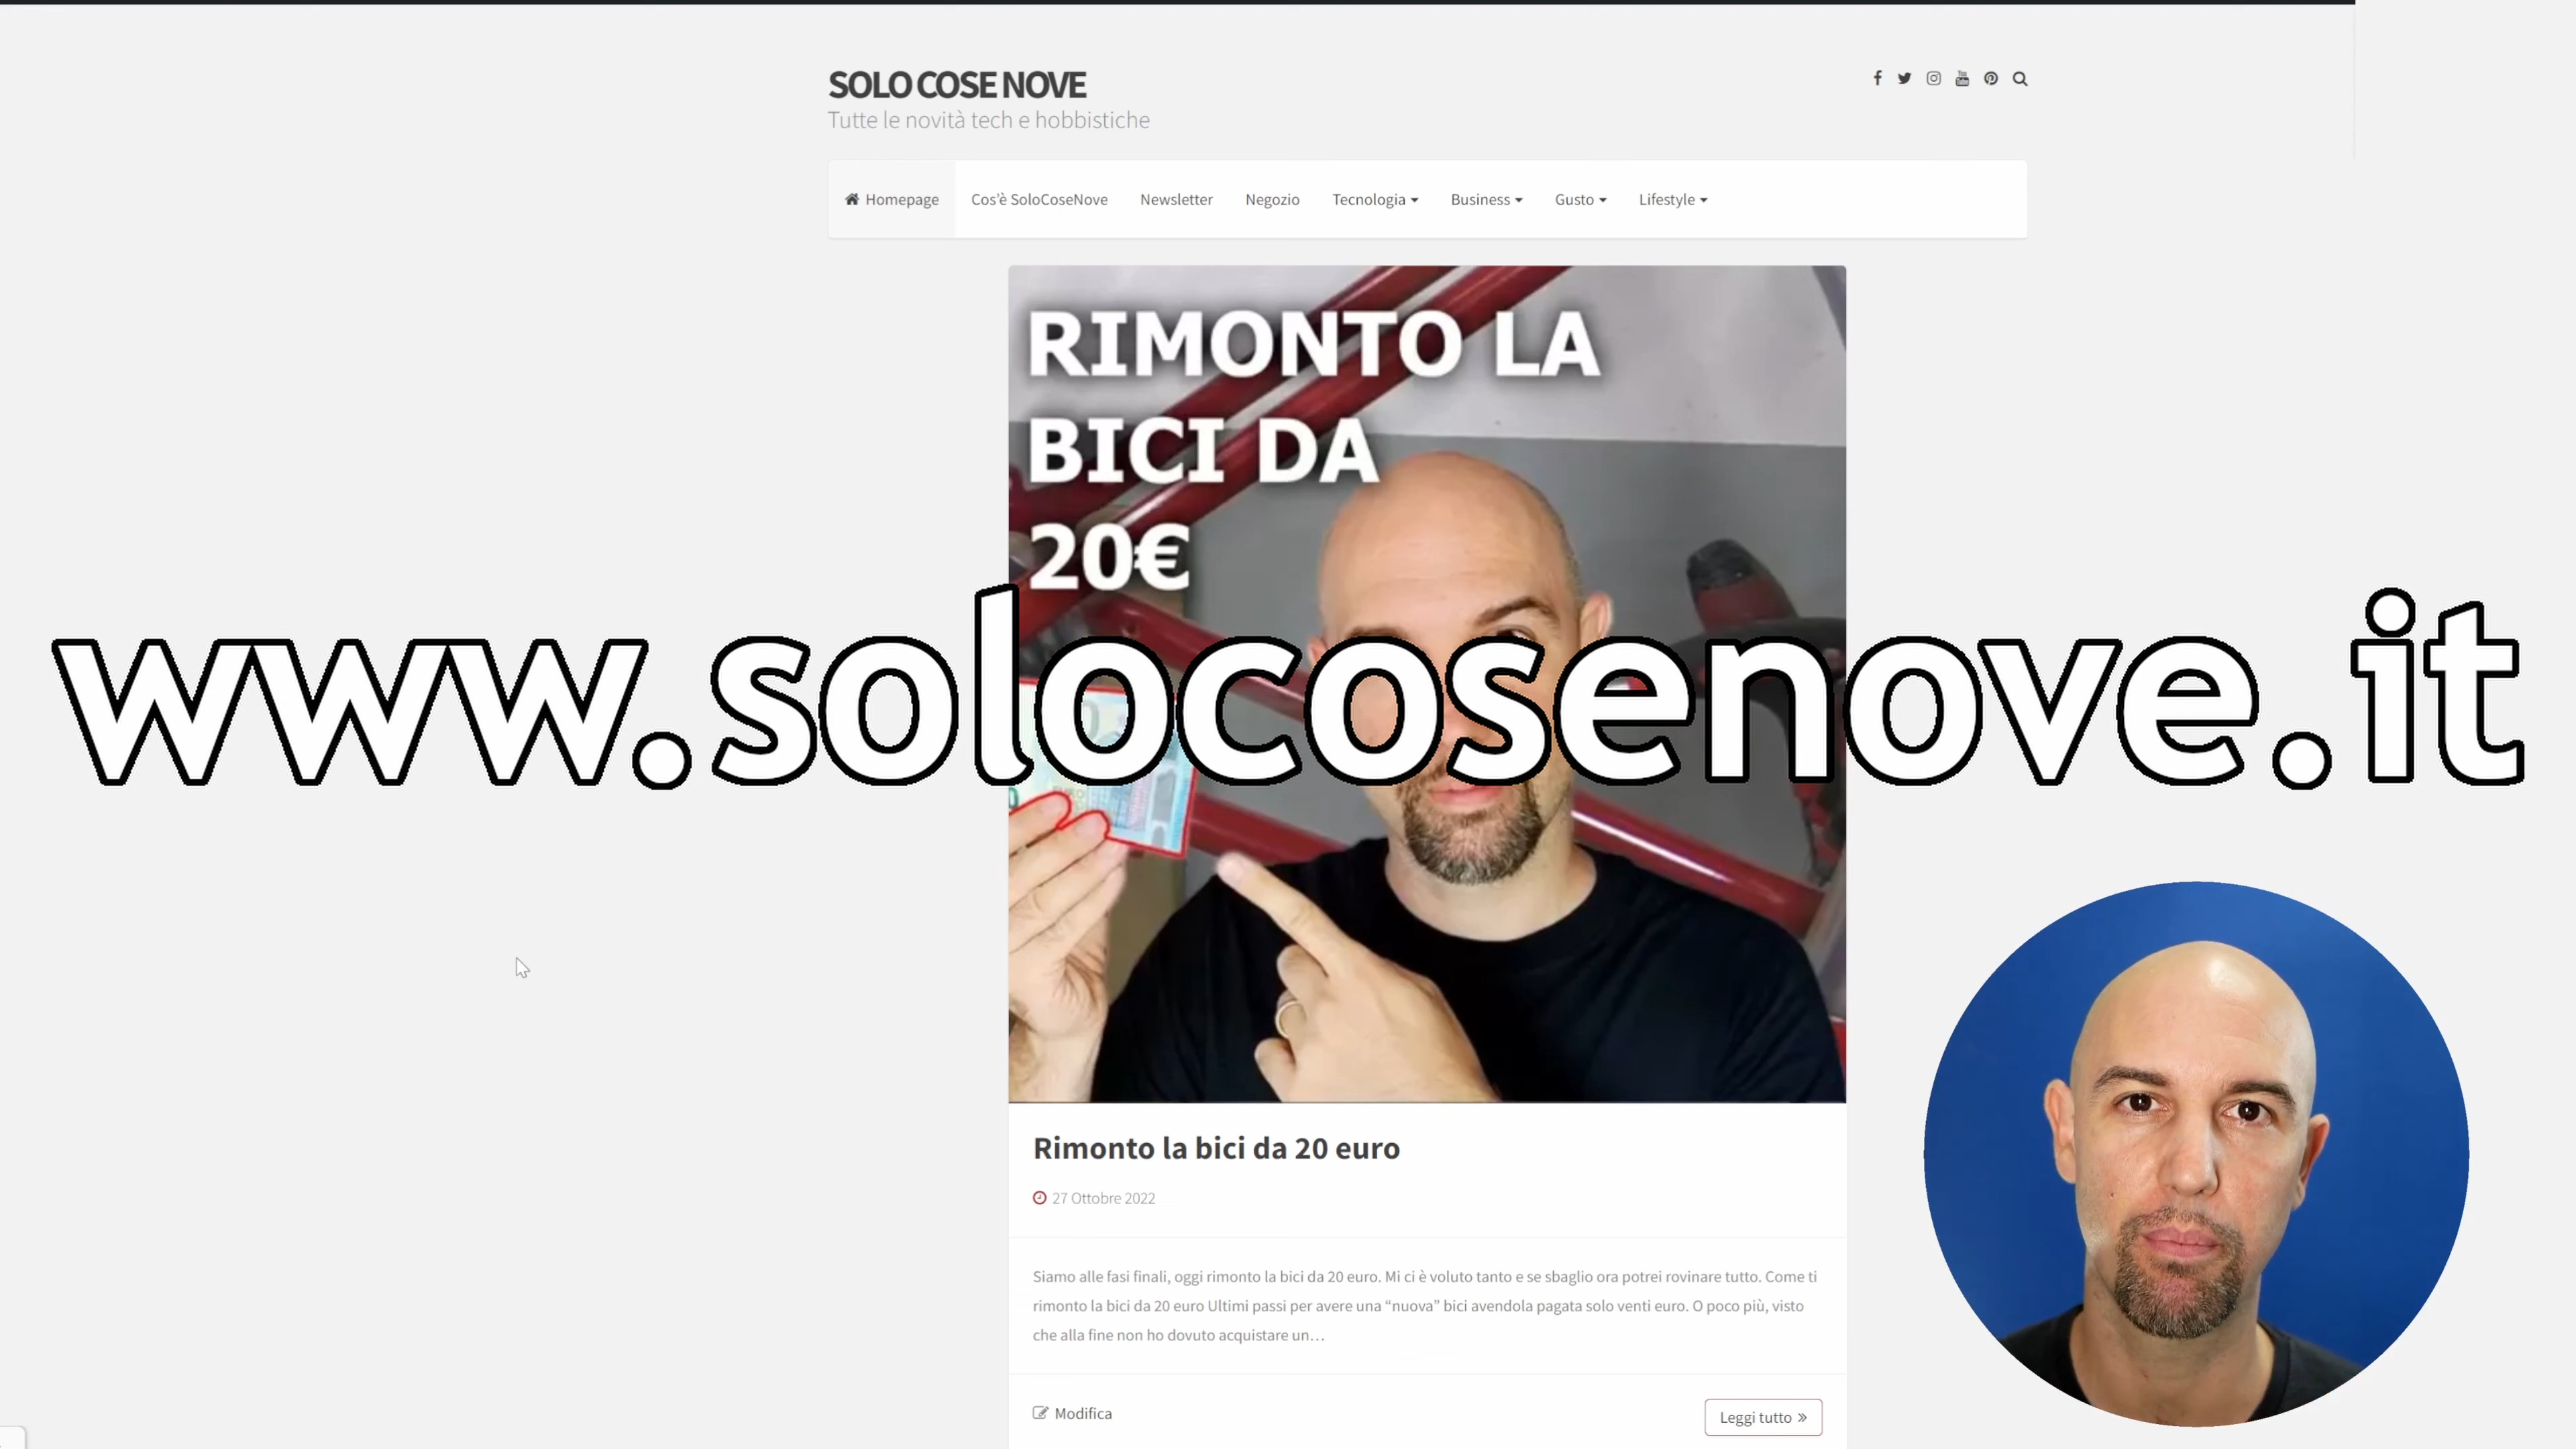 SOLO COSE NOVE
Tutte le novità tech e hobbistiche
Homepage Cos'è SoloCoseNove Newsletter Negozio Tecnologia Business Gusto Lifestyle
RIMONTO LA
BICI DA
20€
www.solocosenove.it
Rimonto la bici da 20 euro
27 Ottobre 2022
Siamo alle fasi finali, oggi rimonto la bici da 20 euro. Mi ci è voluto tanto e se sbaglio ora potrei rovinare tutto. Come ti
rimonto la bici da 20 euro Ultimi passi per avere una “nuova” bici avendola pagata solo venti euro. O poco più, visto
che alla fine non ho dovuto acquistare un…
Modifica Leggi tutto »